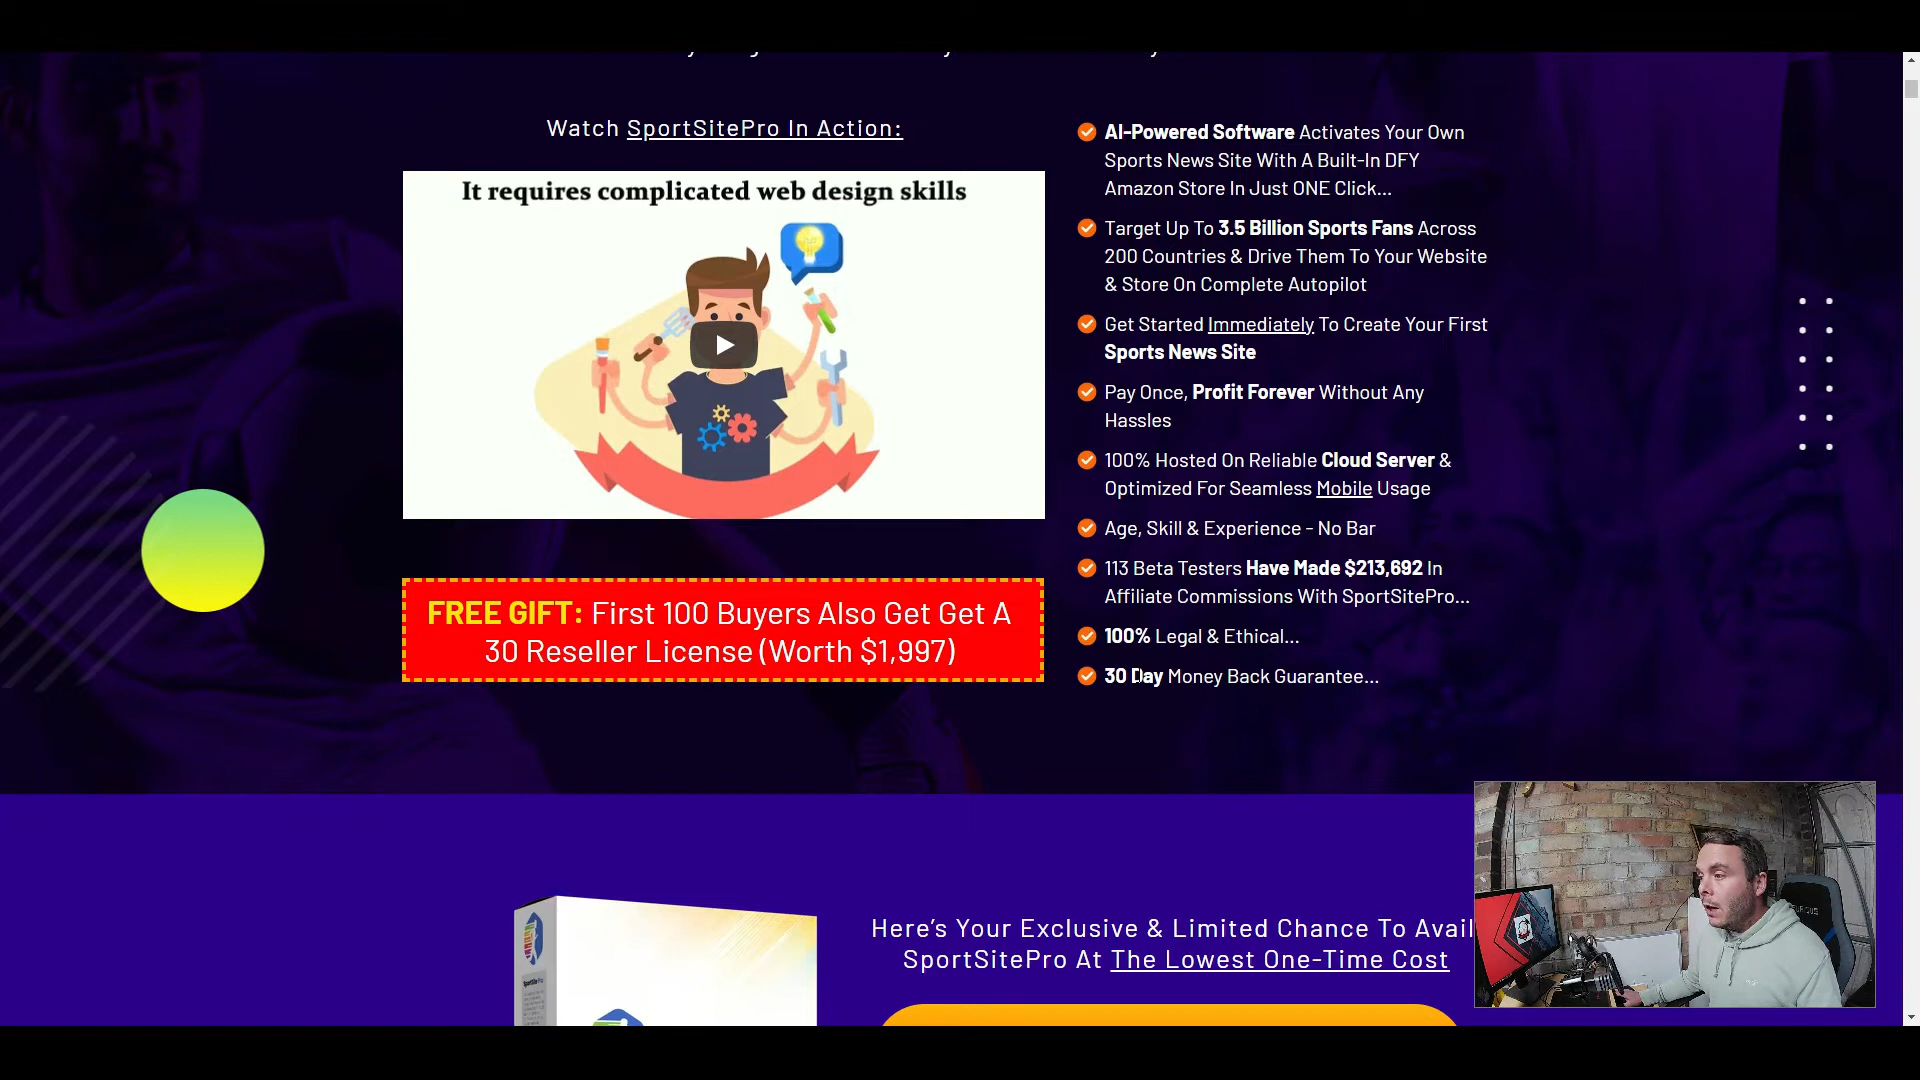 Watch SportSitePro In Action:
It requires complicated web design skills
FREE GIFT: First 100 Buyers Also Get Get A
30 Reseller License (Worth $1,997)
AI-Powered Software Activates Your Own
Sports News Site With A Built-In DFY
Amazon Store In Just ONE Click...
Target Up To 3.5 Billion Sports Fans Across
200 Countries & Drive Them To Your Website
& Store On Complete Autopilot
Get Started Immediately To Create Your First
Sports News Site
Pay Once, Profit Forever Without Any
Hassles
100% Hosted On Reliable Cloud Server &
Optimized For Seamless Mobile Usage
Age, Skill & Experience - No Bar
113 Beta Testers Have Made $213,692 In
Affiliate Commissions With SportSitePro...
100% Legal & Ethical...
30 Day Money Back Guarantee...
Here's Your Exclusive & Limited Chance To Avail
SportSitePro At The Lowest One-Time Cost